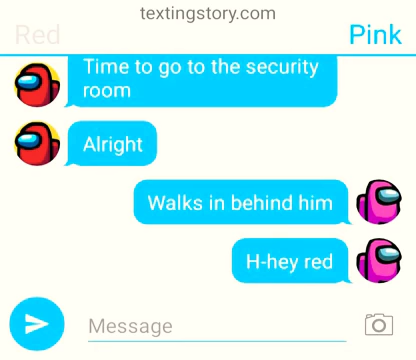 textingstory.com
Red
Pink
Time to go to the security
room
Alright
Walks in behind him
H-hey red
Message